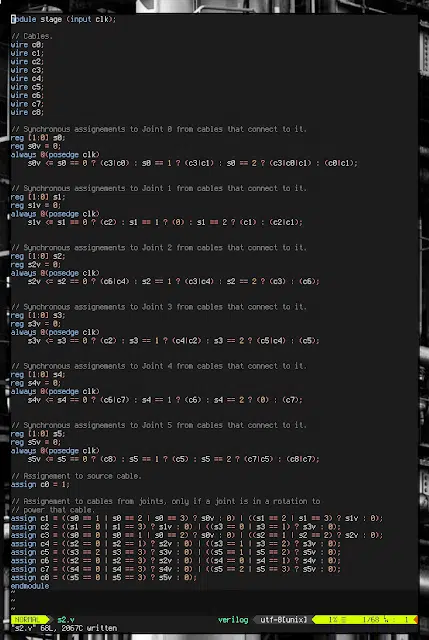 module stage (input clk);
// Cables.
wire c0;
wire c1;
wire c2;
wire c3;
wire c4;
wire c5;
wire c6;
wire c7;
wire c8;
// Synchronous assignements to Joint 0 from cables that connect to it.
reg [1:0] s0;
reg s0v = 0;
always @(posedge clk)
s0v <= s0 == 0 ? (c3|c0) : s0 == 1 ? (c3|c1) : s0 == 2 ? (c3|c0|c1) : (c0|c1);
// Synchronous assignements to Joint 1 from cables that connect to it.
reg [1:0] s1;
reg s1v = 0;
always @(posedge clk)
s1v <= s1 == 0 ? (c2) : s1 == 1 ? (0) : s1 == 2 ? (c1) : (c2|c1);
// Synchronous assignements to Joint 2 from cables that connect to it.
reg [1:0] s2;
reg s2v = 0;
always @(posedge clk)
s2v <= s2 == 0 ? (c6|c4) : s2 == 1 ? (c3|c4) : s2 == 2 ? (c3) : (c6);
// Synchronous assignements to Joint 3 from cables that connect to it.
reg [1:0] s3;
reg s3v = 0;
always @(posedge clk)
s3v <= s3 == 0 ? (c2) : s3 == 1 ? (c4|c2) : s3 == 2 ? (c5|c4) : (c5);
// Synchronous assignements to Joint 4 from cables that connect to it.
reg [1:0] s4;
reg s4v = 0;
always @(posedge clk)
s4v <= s4 == 0 ? (c6|c7) : s4 == 1 ? (c6) : s4 == 2 ? (0) : (c7);
// Synchronous assignements to Joint 5 from cables that connect to it.
reg [1:0] s5;
reg s5v = 0;
always @(posedge clk)
s5v <= s5 == 0 ? (c8) : s5 == 1 ? (c5) : s5 == 2 ? (c7|c5) : (c8|c7);
// Assignement to source cable.
assign c0 = 1;
// Assignement to cables from joints, only if a joint is in a rotation to
// power that cable.
assign c1 = ((s0 == 1 | s0 == 2 | s0 == 3) ? s0v : 0) | ((s1 == 2 | s1 == 3) ? s1v : 0);
assign c2 = ((s1 == 0 | s1 == 3) ? s1v : 0) | ((s3 == 0 | s3 == 1) ? s3v : 0);
assign c3 = ((s0 == 0 | s0 == 1 | s0 == 2) ? s0v : 0) | ((s2 == 1 | s2 == 2) ? s2v : 0);
assign c4 = ((s2 == 0 | s2 == 1) ? s2v : 0) | ((s3 == 1 | s3 == 2) ? s3v : 0);
assign c5 = ((s3 == 2 | s3 == 3) ? s3v : 0) | ((s5 == 1 | s5 == 2) ? s5v : 0);
assign c6 = ((s2 == 0 | s2 == 3) ? s2v : 0) | ((s4 == 0 | s4 == 1) ? s4v : 0);
assign c7 = ((s4 == 0 | s4 == 3) ? s4v : 0) | ((s5 == 2 | s5 == 3) ? s5v : 0);
assign c8 = ((s5 == 0 | s5 == 3) ? s5v : 0);
endmodule
~
~
~
NORMAL s2.v verilog utf-8[unix] 1% 1/68 : 1
"s2.v" 68L, 2067C written